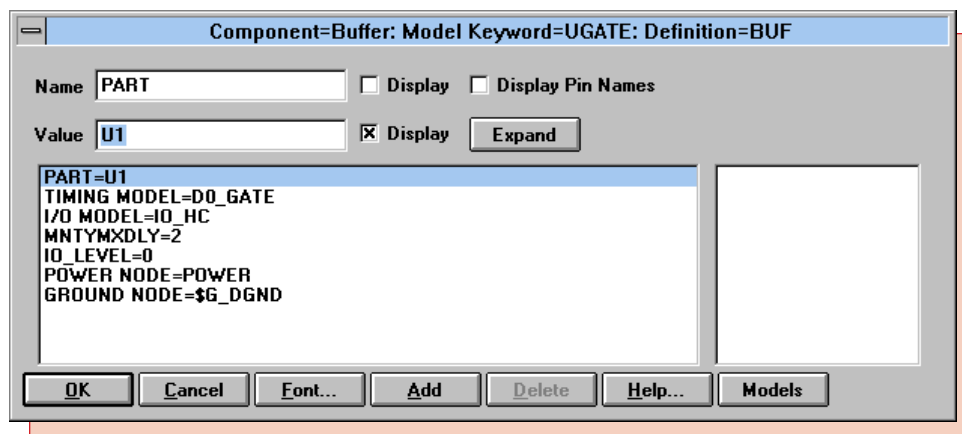 Component=Buffer: Model Keyword=UGATE: Definition=BUF
Name PART Display Display Pin Names
Value U1 Display Expand
PART=U1
TIMING MODEL=D0_GATE
I/O MODEL=IO_HC
MNTYMXDLY=2
IO_LEVEL=0
POWER NODE=POWER
GROUND NODE=$G_DGND
OK Cancel Font... Add Delete Help... Models